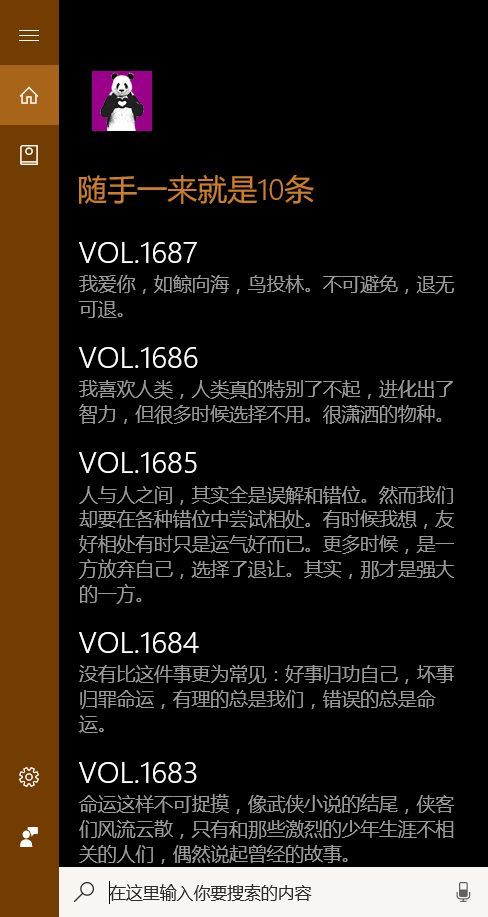 随手一来就是10条
VOL.1687
我爱你，如鲸向海，鸟投林。不可避免，退无
可退。
VOL.1686
我喜欢人类，人类真的特别了不起，进化出了
智力，但很多时候选择不用。很潇洒的物种。
VOL.1685
人与人之间，其实全是误解和错位。然而我们
却要在各种错位中尝试相处。有时候我想，友
好相处有时只是运气好而已。更多时候，是一
方放弃自己，选择了退让。其实，那才是强大
的一方。
VOL.1684
没有比这件事更为常见：好事归功自己，坏事
归罪命运，有理的总是我们，错误的总是命
运。
VOL.1683
命运这样不可捉摸，像武侠小说的结尾，侠客
们风流云散，只有和那些激烈的少年生涯不相
关的人们，偶然说起曾经的故事。
在这里输入你要搜索的内容